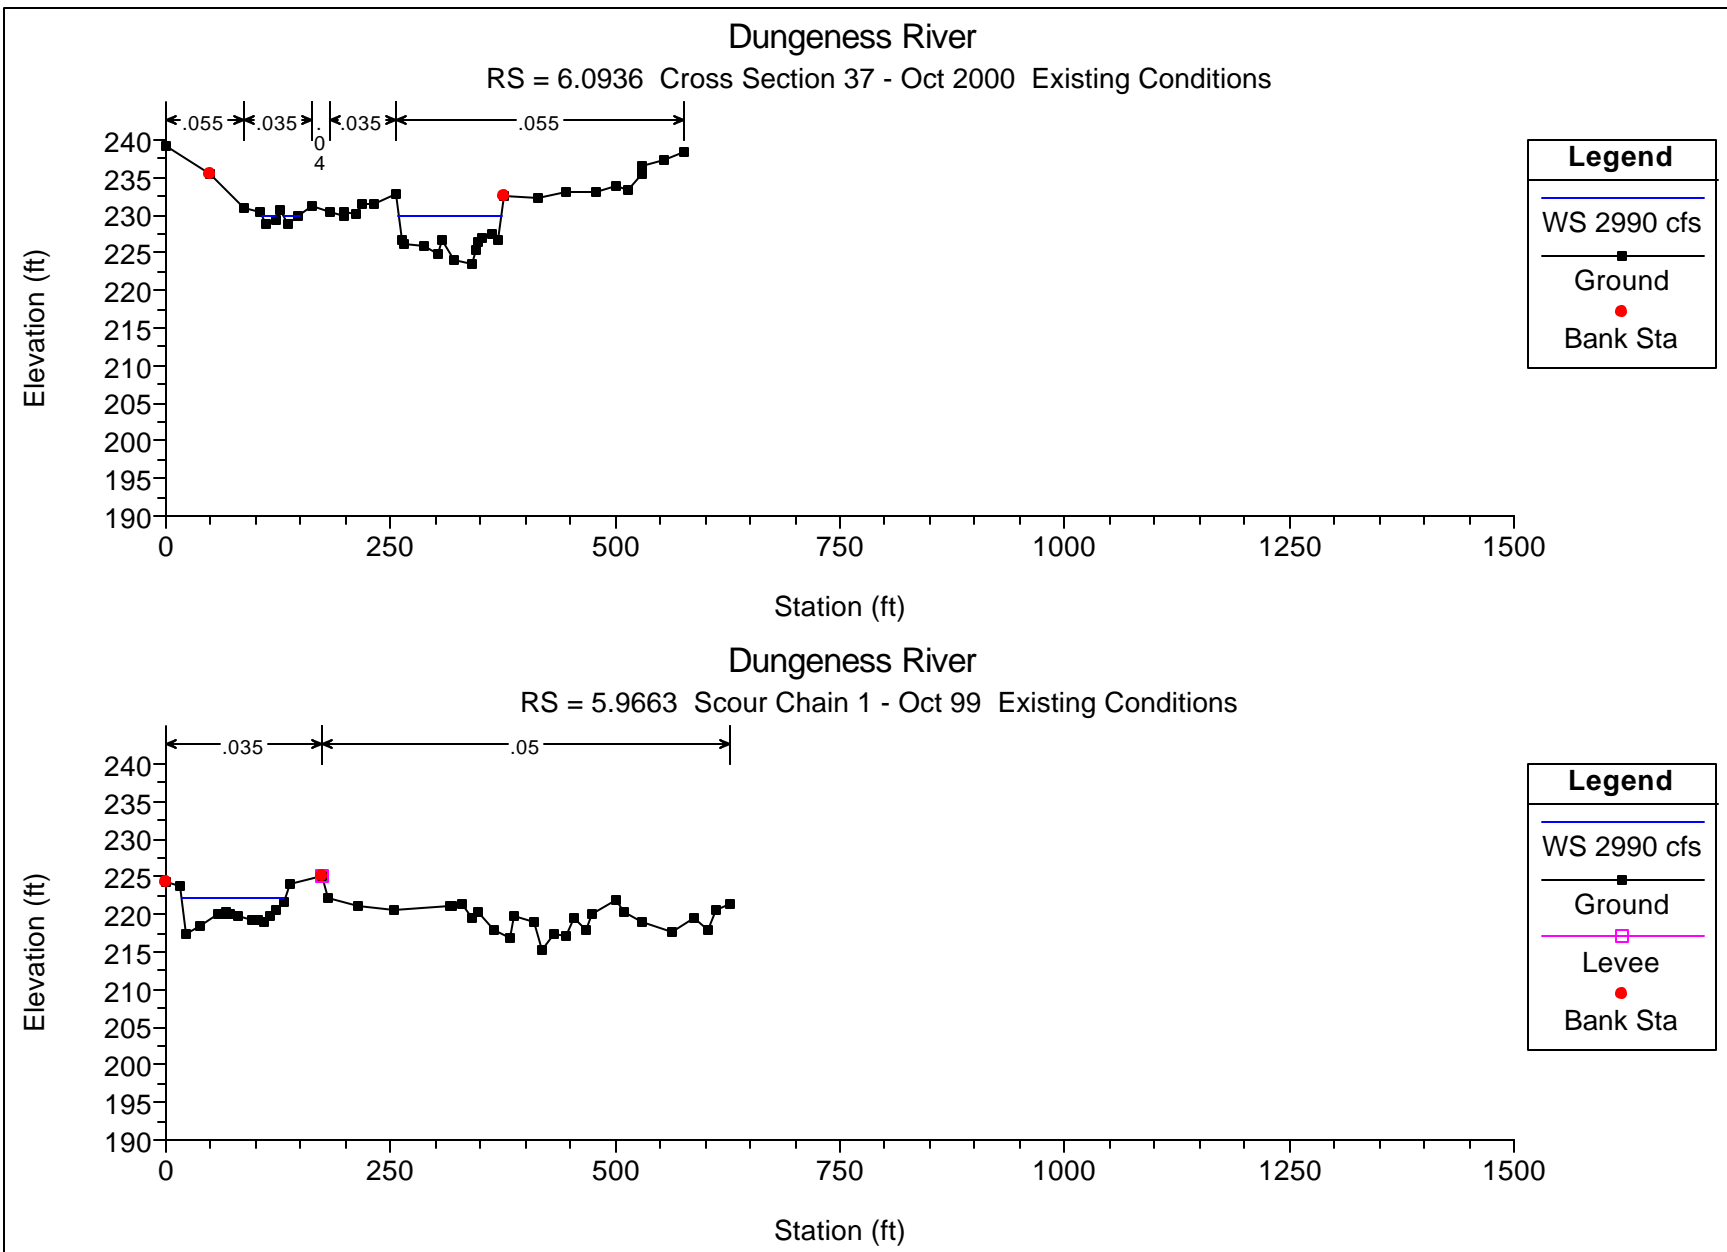 Dungeness River
RS = 6.0936  Cross Section 37 - Oct 2000  Existing Conditions
.055 .035 .04 .035 .055
240
235
230
225
220
215
210
205
200
195
190
Elevation (ft)
0 250 500 750 1000 1250 1500
Station (ft)
Legend
WS 2990 cfs
Ground
Bank Sta
Dungeness River
RS = 5.9663  Scour Chain 1 - Oct 99  Existing Conditions
.035 .05
240
235
230
225
220
215
210
205
200
195
190
Elevation (ft)
0 250 500 750 1000 1250 1500
Station (ft)
Legend
WS 2990 cfs
Ground
Levee
Bank Sta